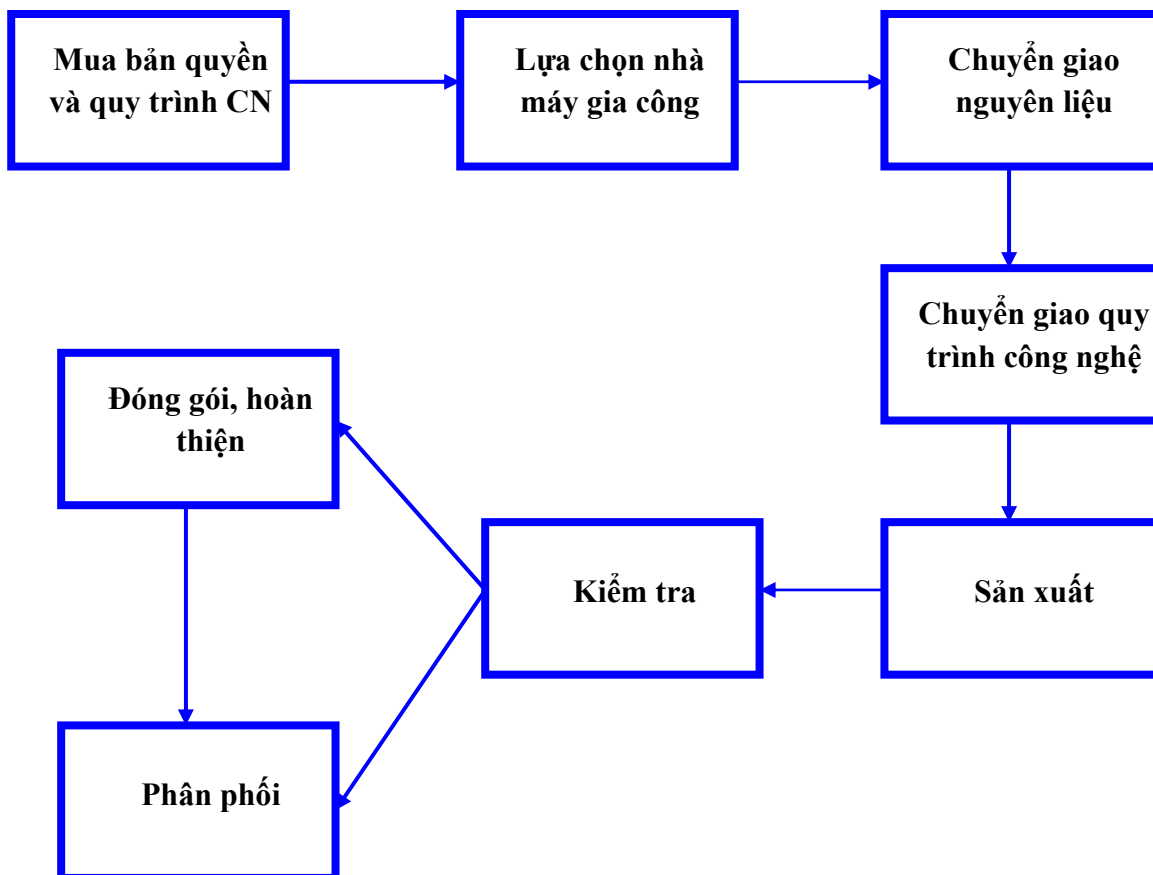 Mua bản quyền
và quy trình CN
Lựa chọn nhà
máy gia công
Chuyển giao
nguyên liệu
Chuyển giao quy
trình công nghệ
Đóng gói, hoàn
thiện
Kiểm tra
Sản xuất
Phân phối